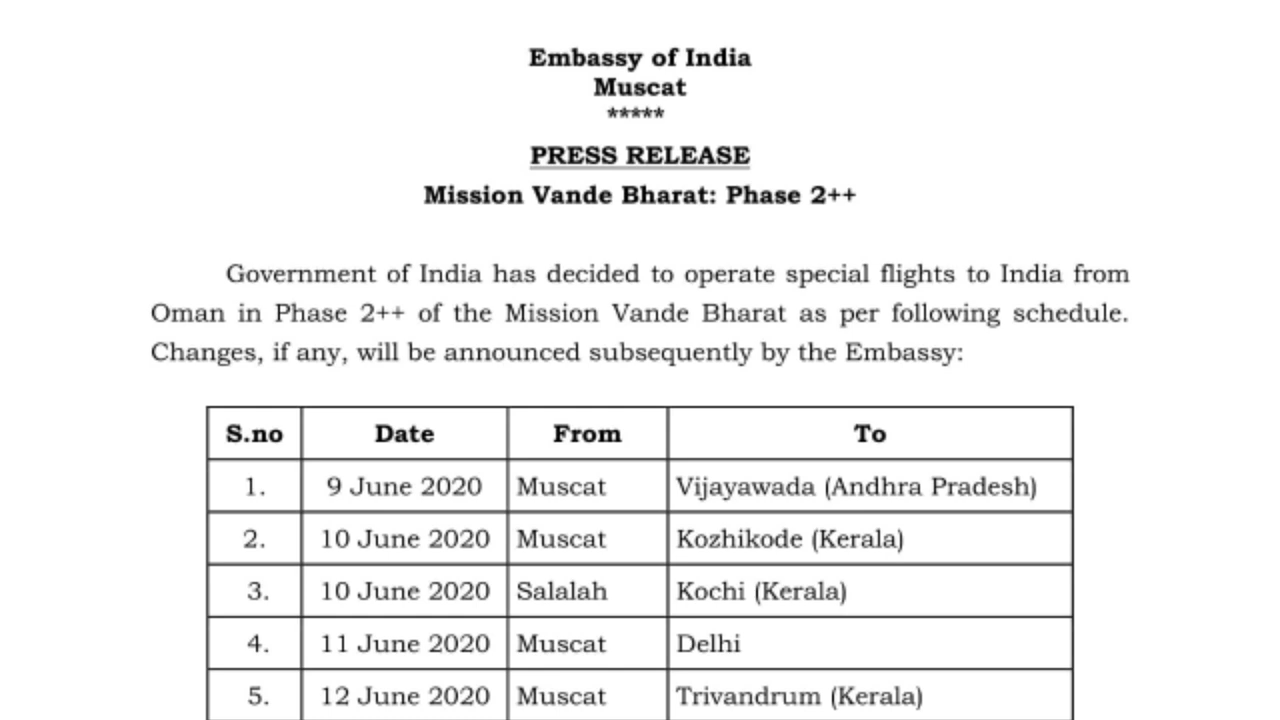 Embassy of India
Muscat
*****
PRESS RELEASE
Mission Vande Bharat: Phase 2++
Government of India has decided to operate special flights to India from
Oman in Phase 2++ of the Mission Vande Bharat as per following schedule.
Changes, if any, will be announced subsequently by the Embassy:
S.no Date From To
1. 9 June 2020 Muscat Vijayawada (Andhra Pradesh)
2. 10 June 2020 Muscat Kozhikode (Kerala)
3. 10 June 2020 Salalah Kochi (Kerala)
4. 11 June 2020 Muscat Delhi
5. 12 June 2020 Muscat Trivandrum (Kerala)